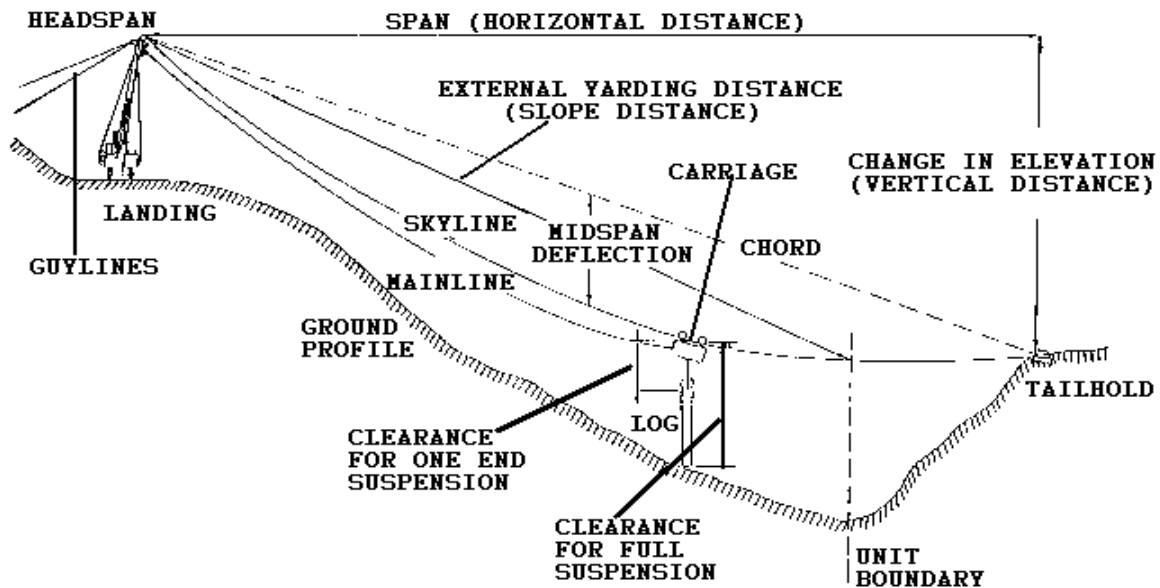 HEADSPAN
SPAN (HORIZONTAL DISTANCE)
EXTERNAL YARDING DISTANCE
(SLOPE DISTANCE)
CARRIAGE
CHANGE IN ELEVATION
(VERTICAL DISTANCE)
LANDING
SKYLINE
MIDSPAN
DEFLECTION
CHORD
GUYLINES
MAINLINE
GROUND
PROFILE
TAILHOLD
LOG
CLEARANCE
FOR ONE END
SUSPENSION
CLEARANCE
FOR FULL
SUSPENSION
UNIT
BOUNDARY